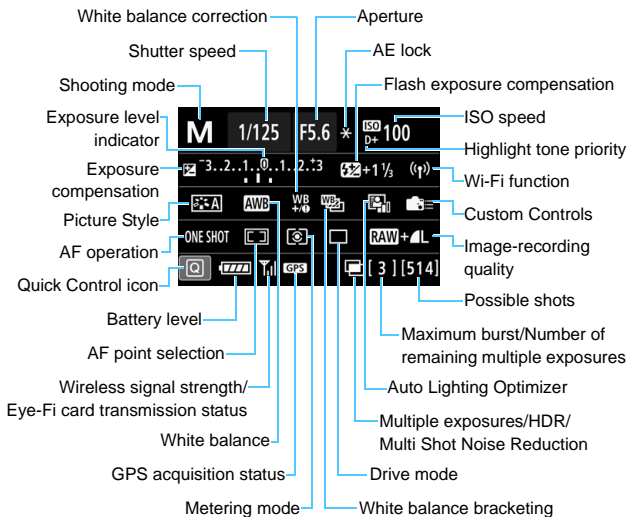 White balance correction
Aperture
Shutter speed
AE lock
Shooting mode
Flash exposure compensation
Exposure level
indicator
ISO speed
Highlight tone priority
Exposure
compensation
Wi-Fi function
Picture Style
Custom Controls
AF operation
Image-recording
quality
Quick Control icon
Possible shots
M 1/125 F5.6 ISO 100
D+
-3..2..1..0..1..2.+3 +1 1/3
A AWB WB +/- WB
ONE SHOT RAW+L
Q GPS [ 3 ] [514]
Battery level
Maximum burst/Number of
remaining multiple exposures
AF point selection
Auto Lighting Optimizer
Wireless signal strength/
Eye-Fi card transmission status
Multiple exposures/HDR/
Multi Shot Noise Reduction
White balance
GPS acquisition status
Drive mode
Metering mode
White balance bracketing